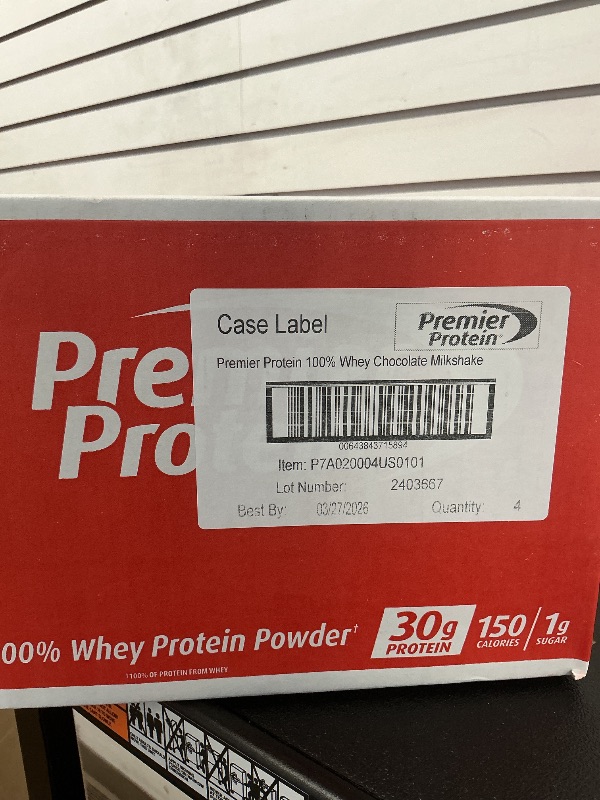 Case Label
Premier
Protein
Premier Protein 100% Whey Chocolate Milkshake
00643843715894
Item: P7A020004US0101
Lot Number: 2403667
Best By: 03/27/2026 Quantity: 4
Pre
Prot
00% Whey Protein Powder†
†100% OF PROTEIN FROM WHEY
30g
PROTEIN
150
CALORIES
1g
SUGAR